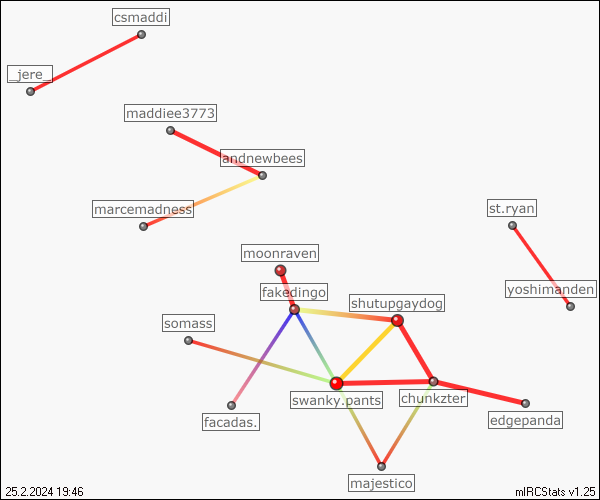 csmaddi
_jere_
maddiee3773
andnewbees
marcemadness
st.ryan
moonraven
yoshimanden
fakedingo
shutupgaydog
somass
swanky.pants
chunkzter
facadas.
edgepanda
majestico
25.2.2024 19:46
mIRCStats v1.25